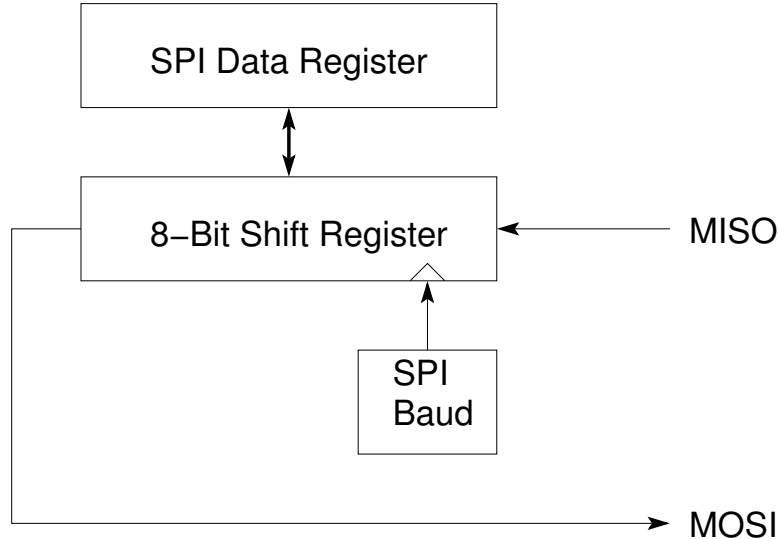 SPI Data Register
8−Bit Shift Register
MISO
SPI
Baud
MOSI